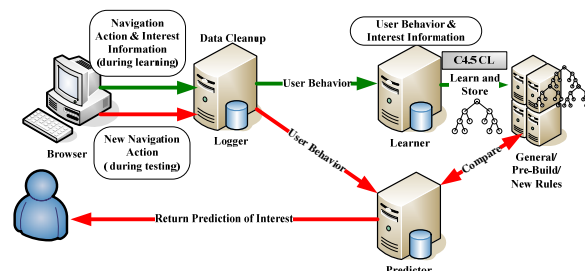 Navigation
Action & Interest
Information
(during learning)
Data Cleanup
User Behavior &
Interest Information
C4.5 CL
User Behavior
Learn and
Store
Browser
Logger
Learner
New Navigation
Action
( during testing)
User Behavior
Compare
General/
Pre-Build/
New Rules
Return Prediction of Interest
Predictor